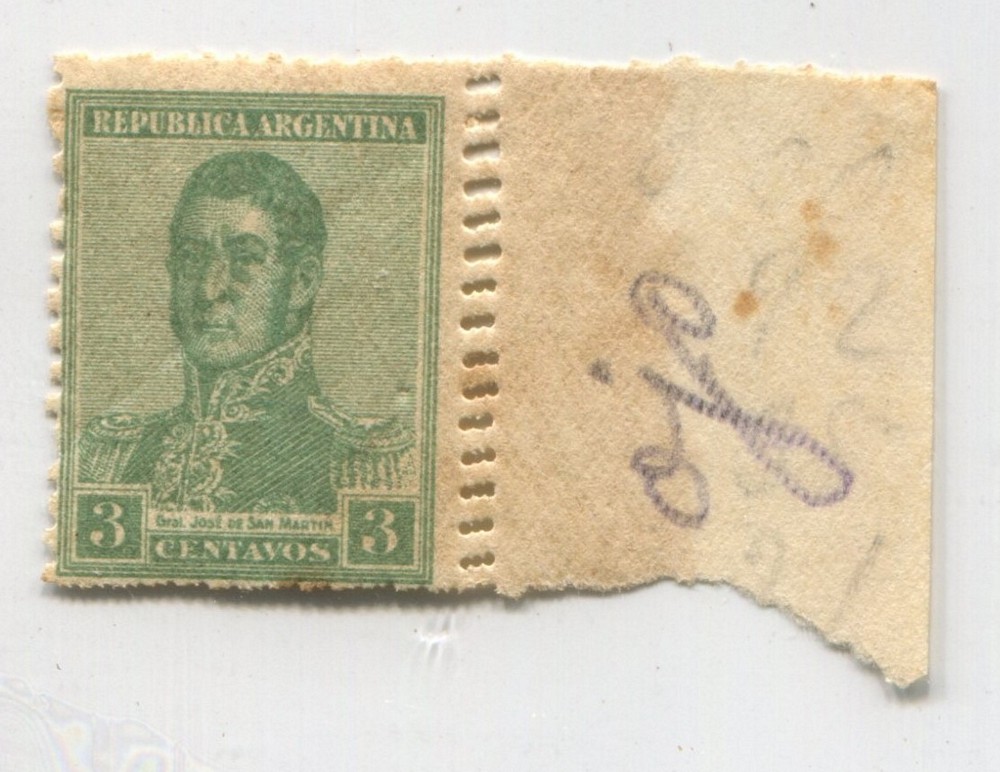 REPUBLICA ARGENTINA
Gral. JOSÉ DE SAN MARTIN
3 CENTAVOS 3